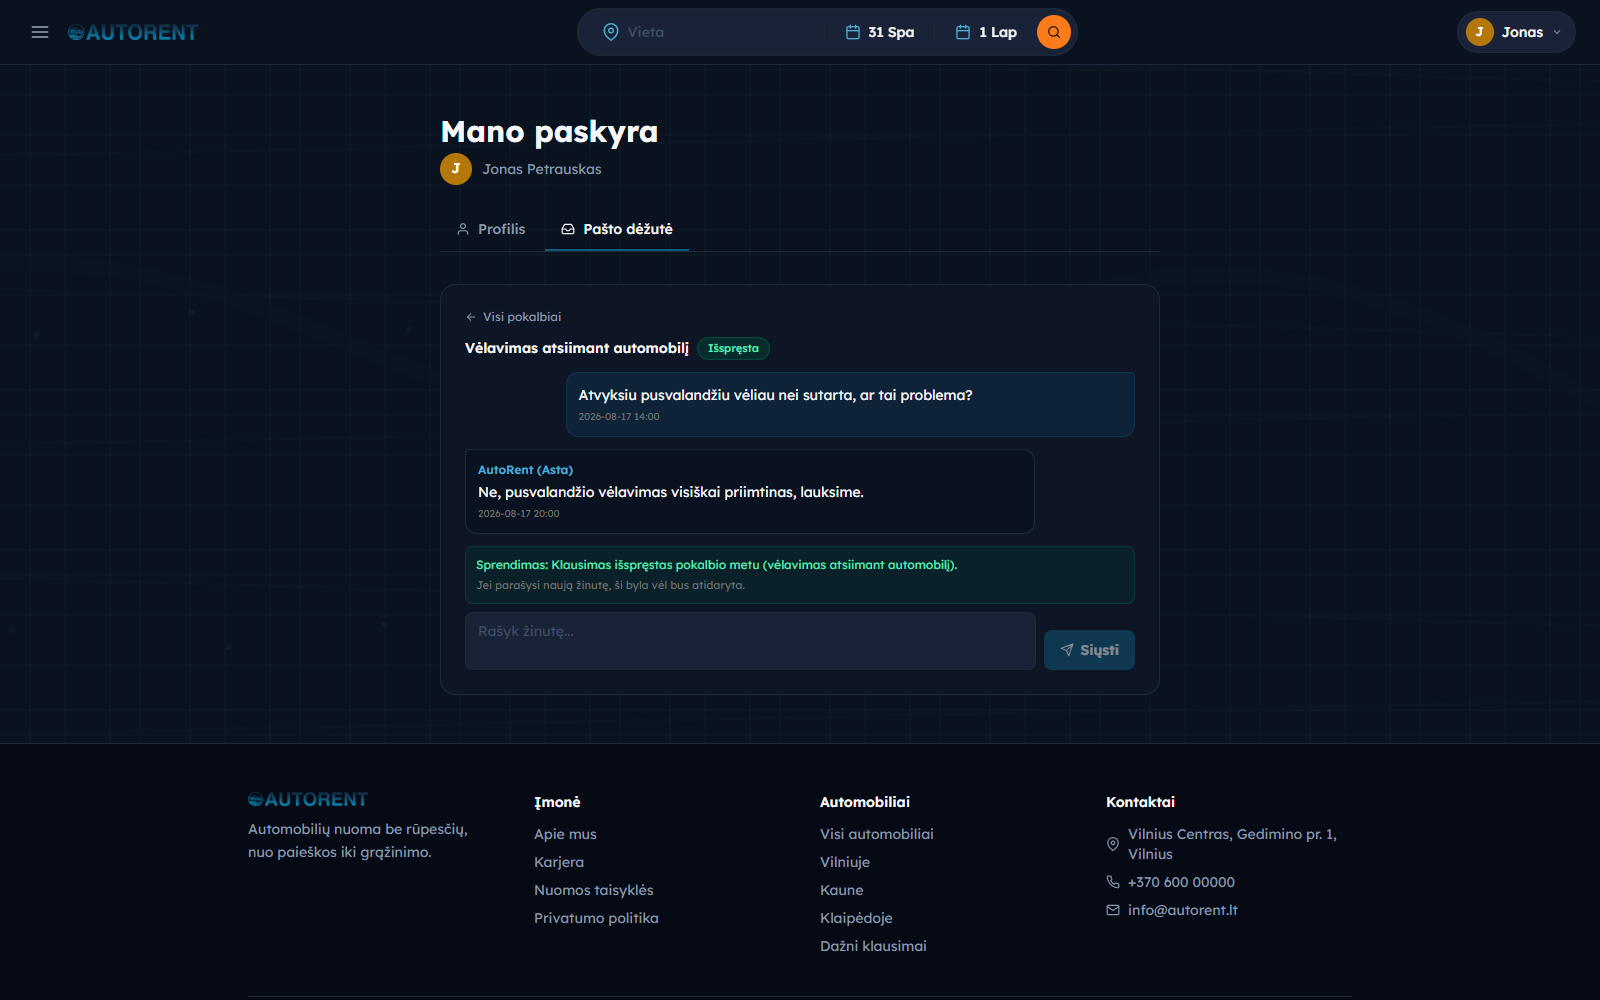 AUTORENT
Vieta
31 Spa
1 Lap
J
Jonas
Mano paskyra
J
Jonas Petrauskas
Profilis
Pašto dėžutė
Visi pokalbiai
Vėlavimas atsiimant automobilį
Išspręsta
Atvyksiu pusvalandžiu vėliau nei sutarta, ar tai problema?
2026-08-17 14:00
AutoRent (Asta)
Ne, pusvalandžio vėlavimas visiškai priimtinas, lauksime.
2026-08-17 20:00
Sprendimas: Klausimas išspręstas pokalbio metu (vėlavimas atsiimant automobilį).
Jei parašysi naują žinutę, ši byla vėl bus atidaryta.
Rašyk žinutę...
Siųsti
AUTORENT
Automobilių nuoma be rūpesčių,
nuo paieškos iki grąžinimo.
Įmonė
Apie mus
Karjera
Nuomos taisyklės
Privatumo politika
Automobiliai
Visi automobiliai
Vilniuje
Kaune
Klaipėdoje
Dažni klausimai
Kontaktai
Vilnius Centras, Gedimino pr. 1,
Vilnius
+370 600 00000
info@autorent.lt